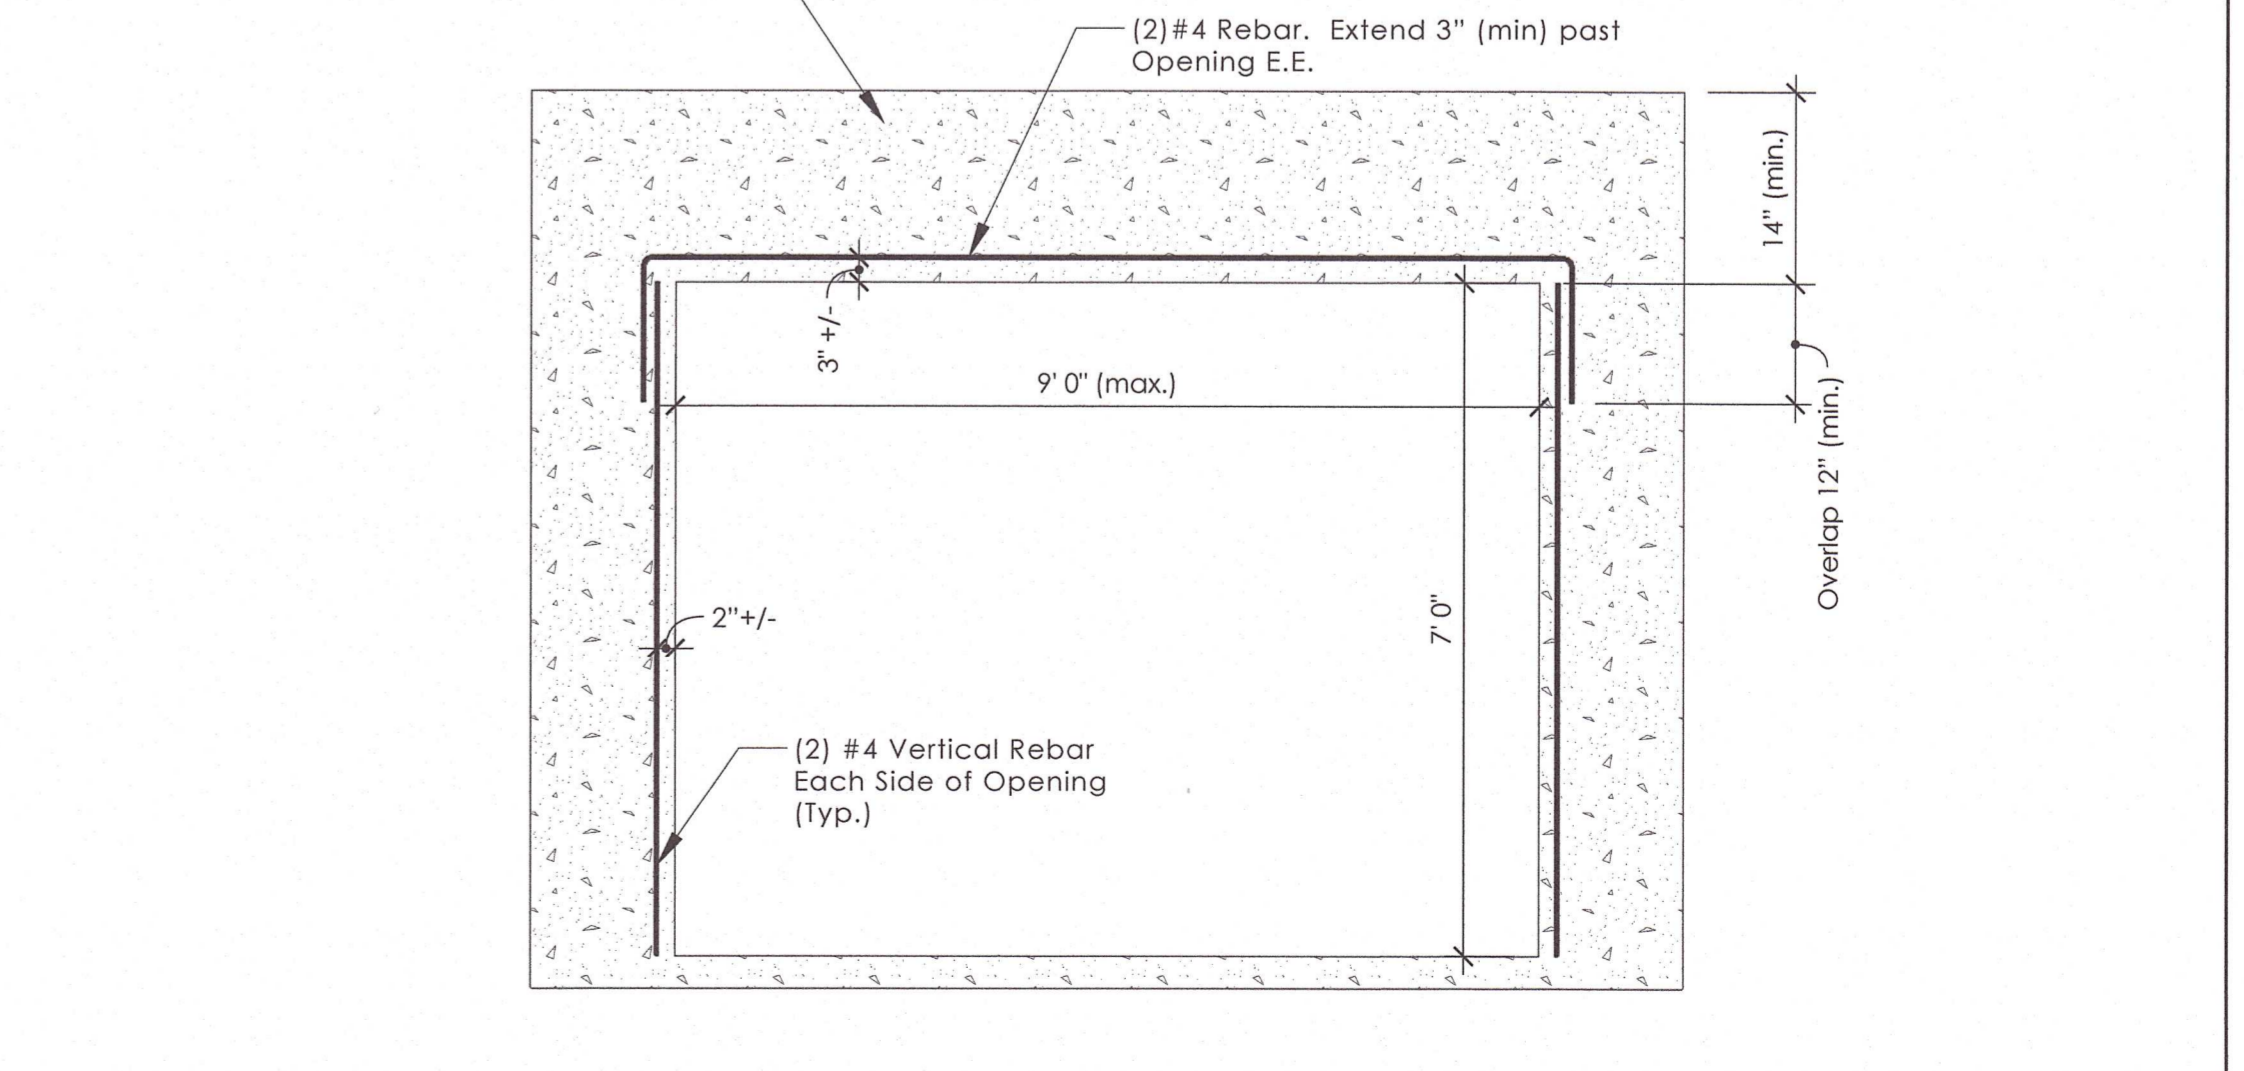 (2)#4 Rebar.  Extend 3" (min) past
Opening E.E.
14" (min.)
3" +/-
9' 0" (max.)
Overlap 12" (min.)
2"+/-
7' 0"
(2) #4 Vertical Rebar
Each Side of Opening
(Typ.)